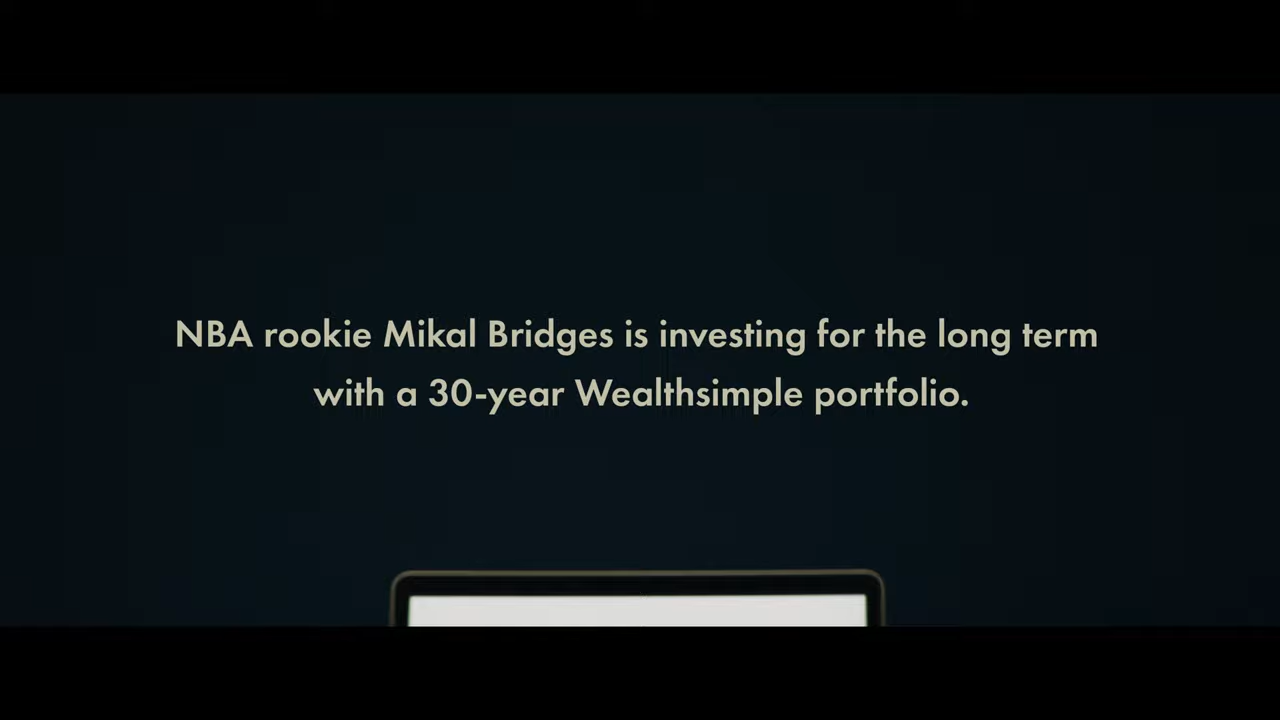 NBA rookie Mikal Bridges is investing for the long term
with a 30-year Wealthsimple portfolio.